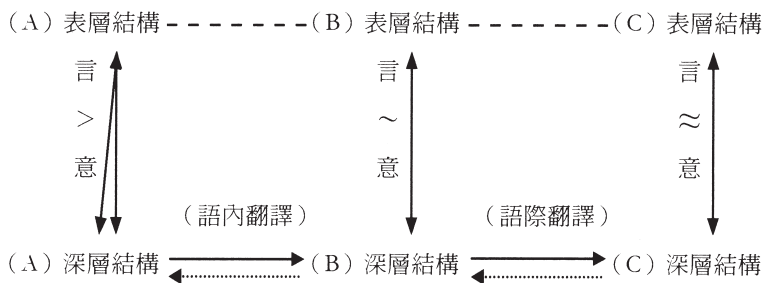 (A) 表層結構 (B) 表層結構 (C) 表層結構
言 言 言
> ~ ≈
意 意 意
(語內翻譯) (語際翻譯)
(A) 深層結構 (B) 深層結構 (C) 深層結構